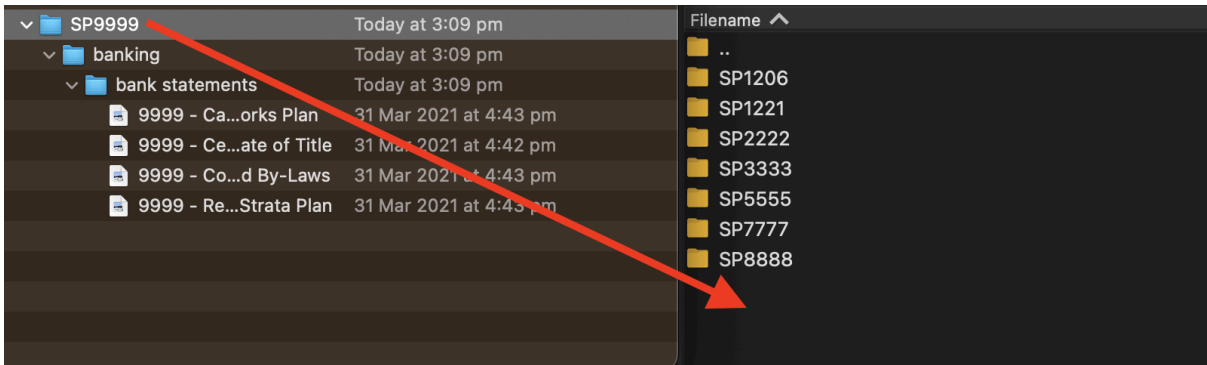 SP9999 Today at 3:09 pm
banking Today at 3:09 pm
bank statements Today at 3:09 pm
9999 - Ca...orks Plan 31 Mar 2021 at 4:43 pm
9999 - Ce...ate of Title 31 Mar 2021 at 4:42 pm
9999 - Co...d By-Laws 31 Mar 2021 at 4:43 pm
9999 - Re...Strata Plan 31 Mar 2021 at 4:43 pm
Filename
..
SP1206
SP1221
SP2222
SP3333
SP5555
SP7777
SP8888